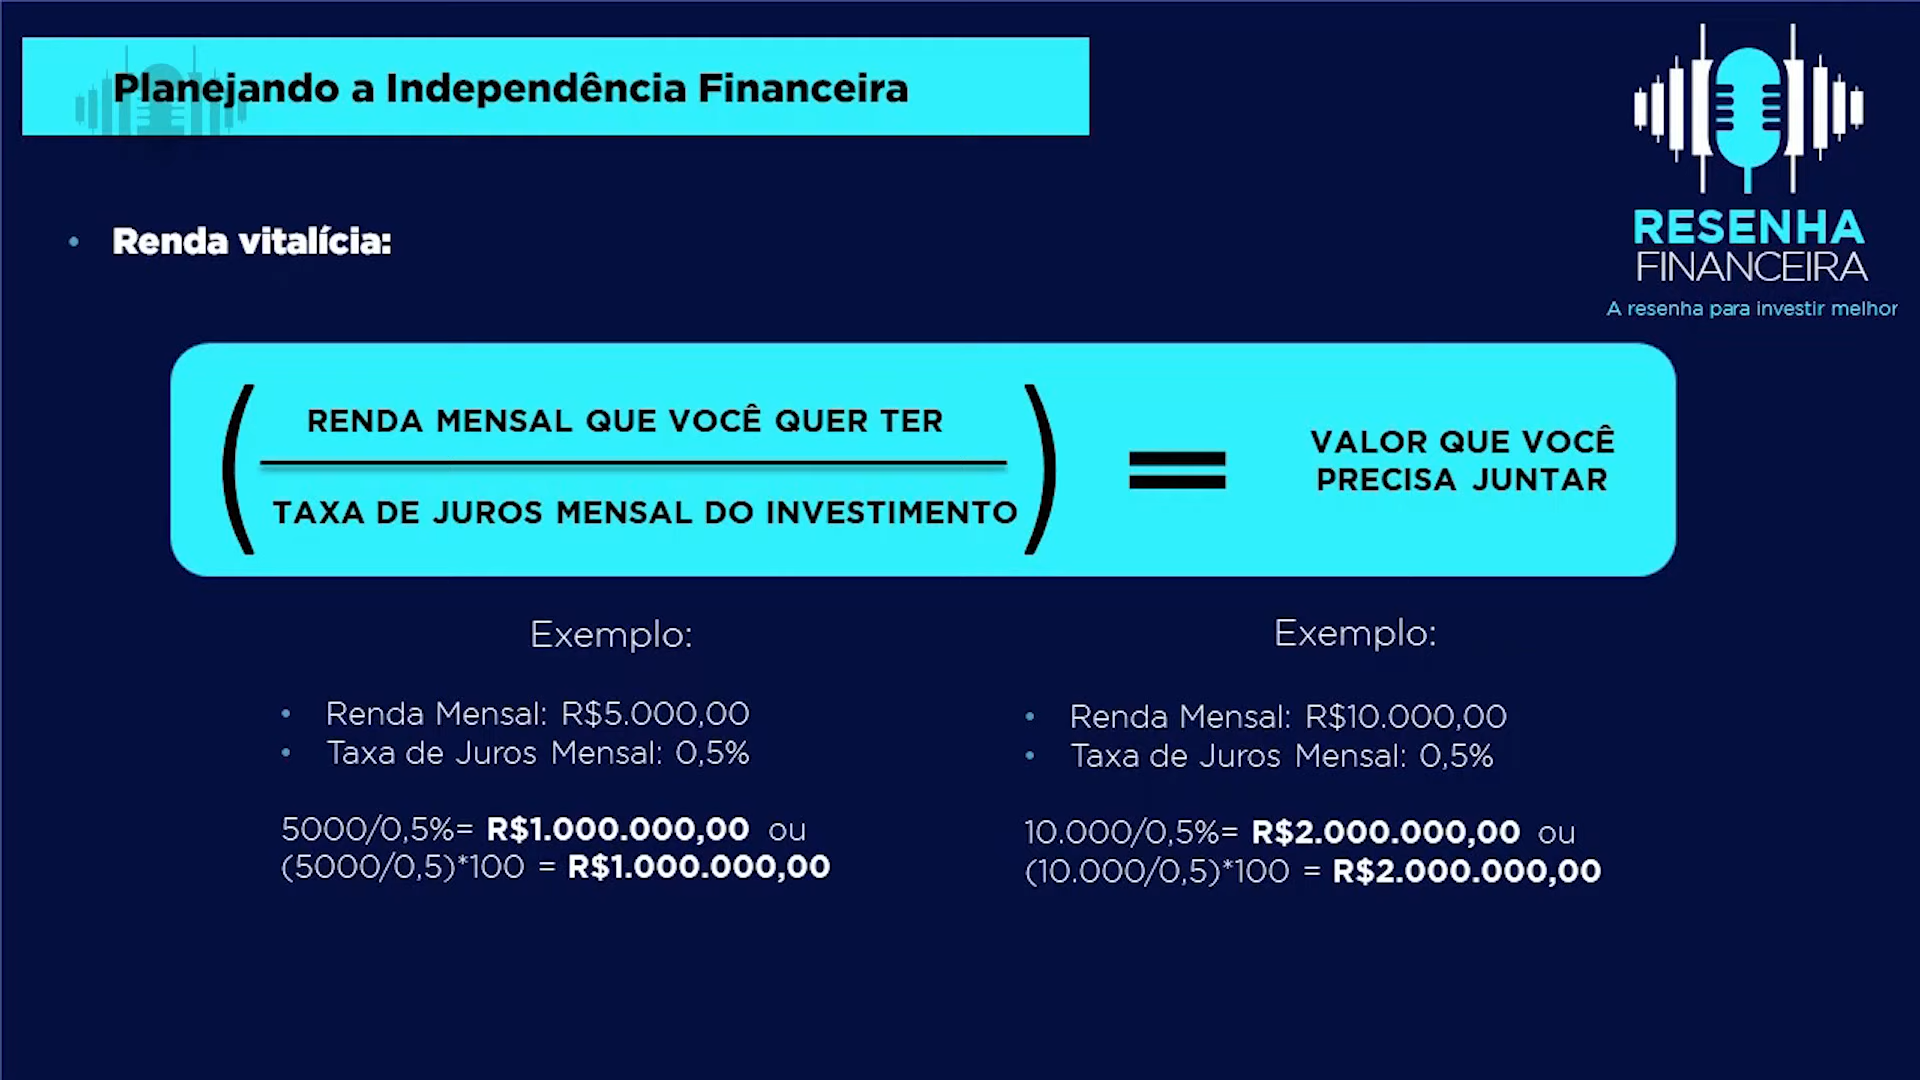 Planejando a Independência Financeira
RESENHA
FINANCEIRA
A resenha para investir melhor
• Renda vitalícia:
RENDA MENSAL QUE VOCÊ QUER TER
TAXA DE JUROS MENSAL DO INVESTIMENTO
=
VALOR QUE VOCÊ
PRECISA JUNTAR
Exemplo:
• Renda Mensal: R$5.000,00
• Taxa de Juros Mensal: 0,5%
5000/0,5%= R$1.000.000,00 ou
(5000/0,5)*100 = R$1.000.000,00
Exemplo:
• Renda Mensal: R$10.000,00
• Taxa de Juros Mensal: 0,5%
10.000/0,5%= R$2.000.000,00 ou
(10.000/0,5)*100 = R$2.000.000,00